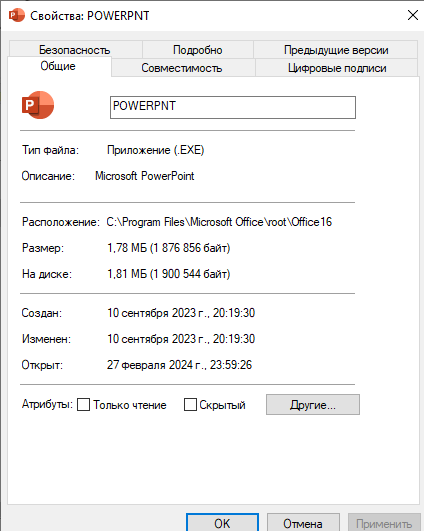 Свойства: POWERPNT
Безопасность Подробно Предыдущие версии
Общие Совместимость Цифровые подписи
P
POWERPNT
Тип файла: Приложение (.EXE)
Описание: Microsoft PowerPoint
Расположение: C:\Program Files\Microsoft Office\root\Office16
Размер: 1,78 МБ (1 876 856 байт)
На диске: 1,81 МБ (1 900 544 байт)
Создан: 10 сентября 2023 г., 20:19:30
Изменен: 10 сентября 2023 г., 20:19:30
Открыт: 27 февраля 2024 г., 23:59:26
Атрибуты: Только чтение Скрытый Другие...
OK Отмена Применить